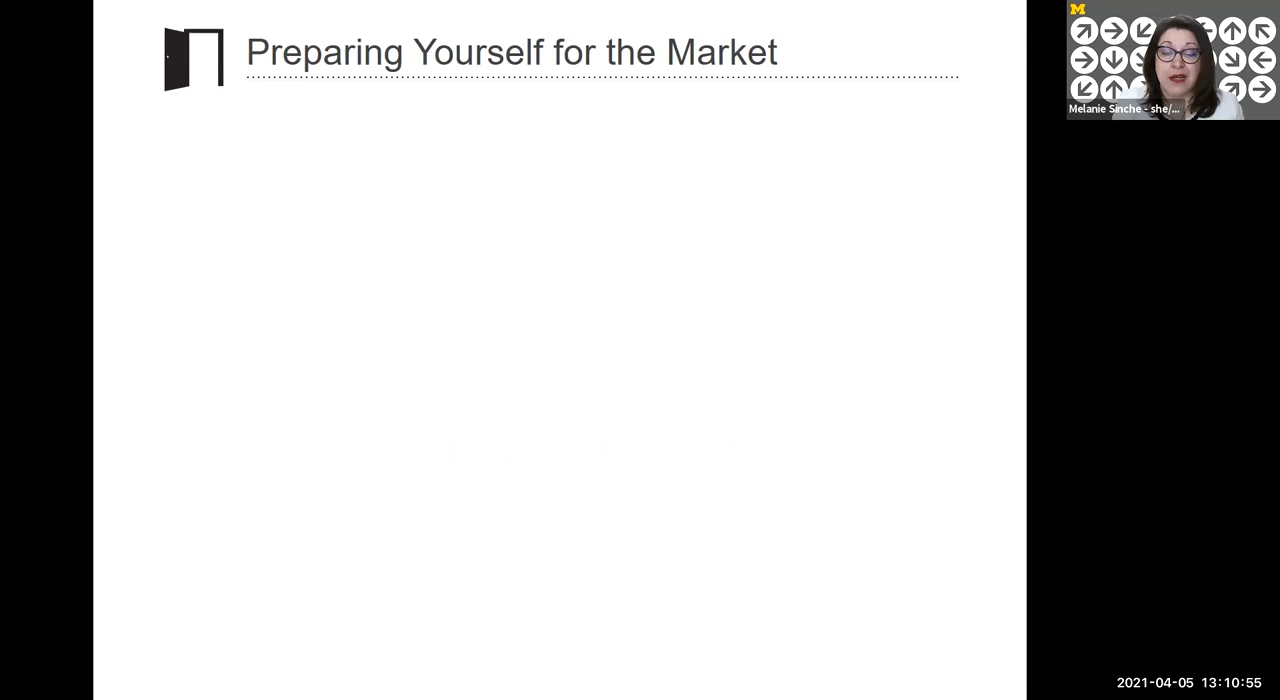 Preparing Yourself for the Market
M
Melanie Sinche - she/...
2021-04-05 13:10:55